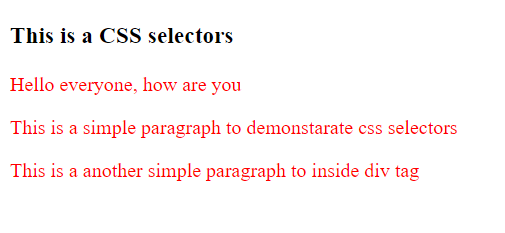 This is a CSS selectors
Hello everyone, how are you
This is a simple paragraph to demonstarate css selectors
This is a another simple paragraph to inside div tag